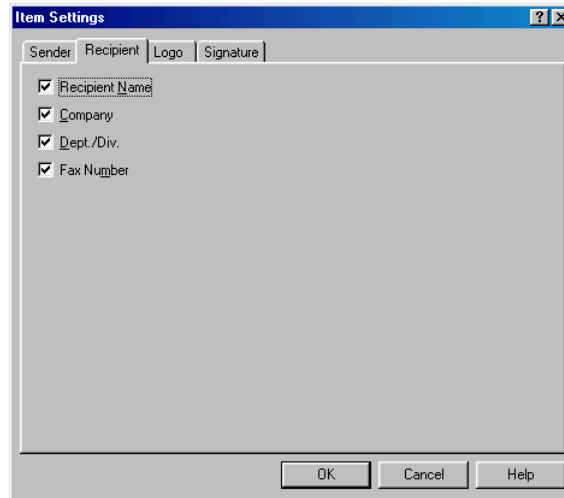 Item Settings
Sender Recipient Logo Signature
Recipient Name
Company
Dept./Div.
Fax Number
OK Cancel Help